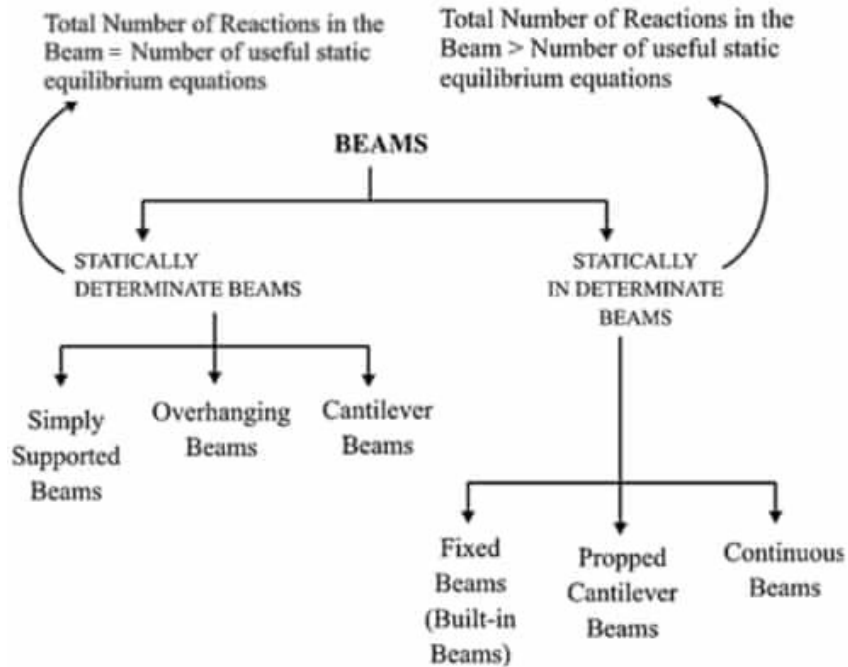 Total Number of Reactions in the
Beam = Number of useful static
equilibrium equations
Total Number of Reactions in the
Beam > Number of useful static
equilibrium equations
BEAMS
STATICALLY
DETERMINATE BEAMS
STATICALLY
IN DETERMINATE
BEAMS
Simply
Supported
Beams
Overhanging
Beams
Cantilever
Beams
Fixed
Beams
(Built-in
Beams)
Propped
Cantilever
Beams
Continuous
Beams